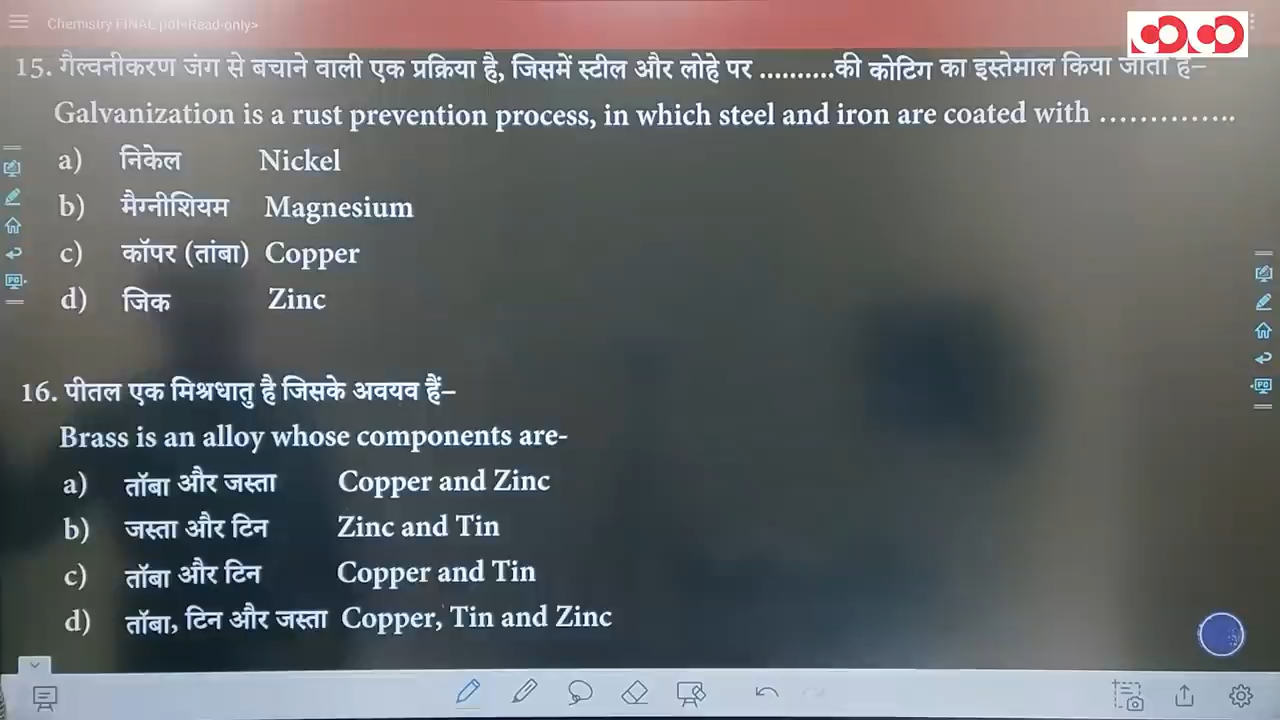 Chemistry FINAL.pdf<Read-only>
15. गैल्वनीकरण जंग से बचाने वाली एक प्रक्रिया है, जिसमें स्टील और लोहे पर ..........की कोटिंग का इस्तेमाल किया जाता है–
Galvanization is a rust prevention process, in which steel and iron are coated with ..............
a) निकेल Nickel
b) मैग्नीशियम Magnesium
c) कॉपर (तांबा) Copper
d) जिंक Zinc
16. पीतल एक मिश्रधातु है जिसके अवयव हैं–
Brass is an alloy whose components are-
a) तॉबा और जस्ता Copper and Zinc
b) जस्ता और टिन Zinc and Tin
c) तॉबा और टिन Copper and Tin
d) तॉबा, टिन और जस्ता Copper, Tin and Zinc